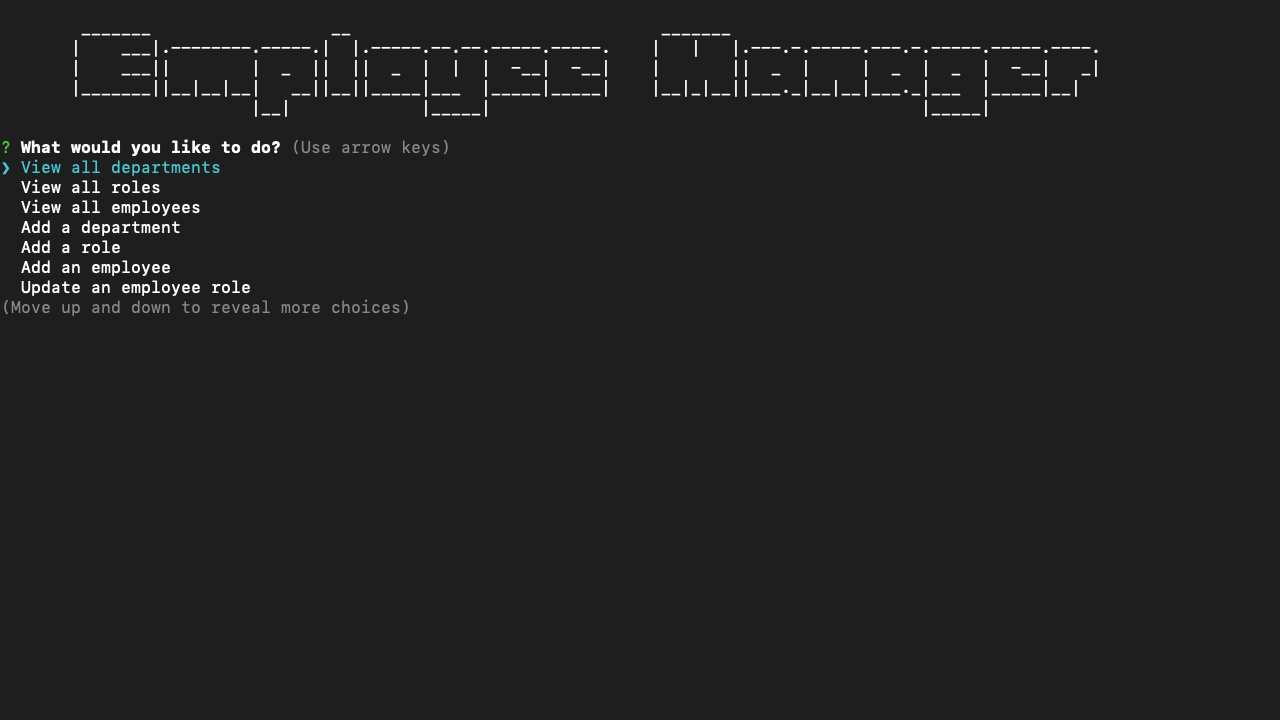 Employee Manager
? What would you like to do? (Use arrow keys)
❯ View all departments
View all roles
View all employees
Add a department
Add a role
Add an employee
Update an employee role
(Move up and down to reveal more choices)